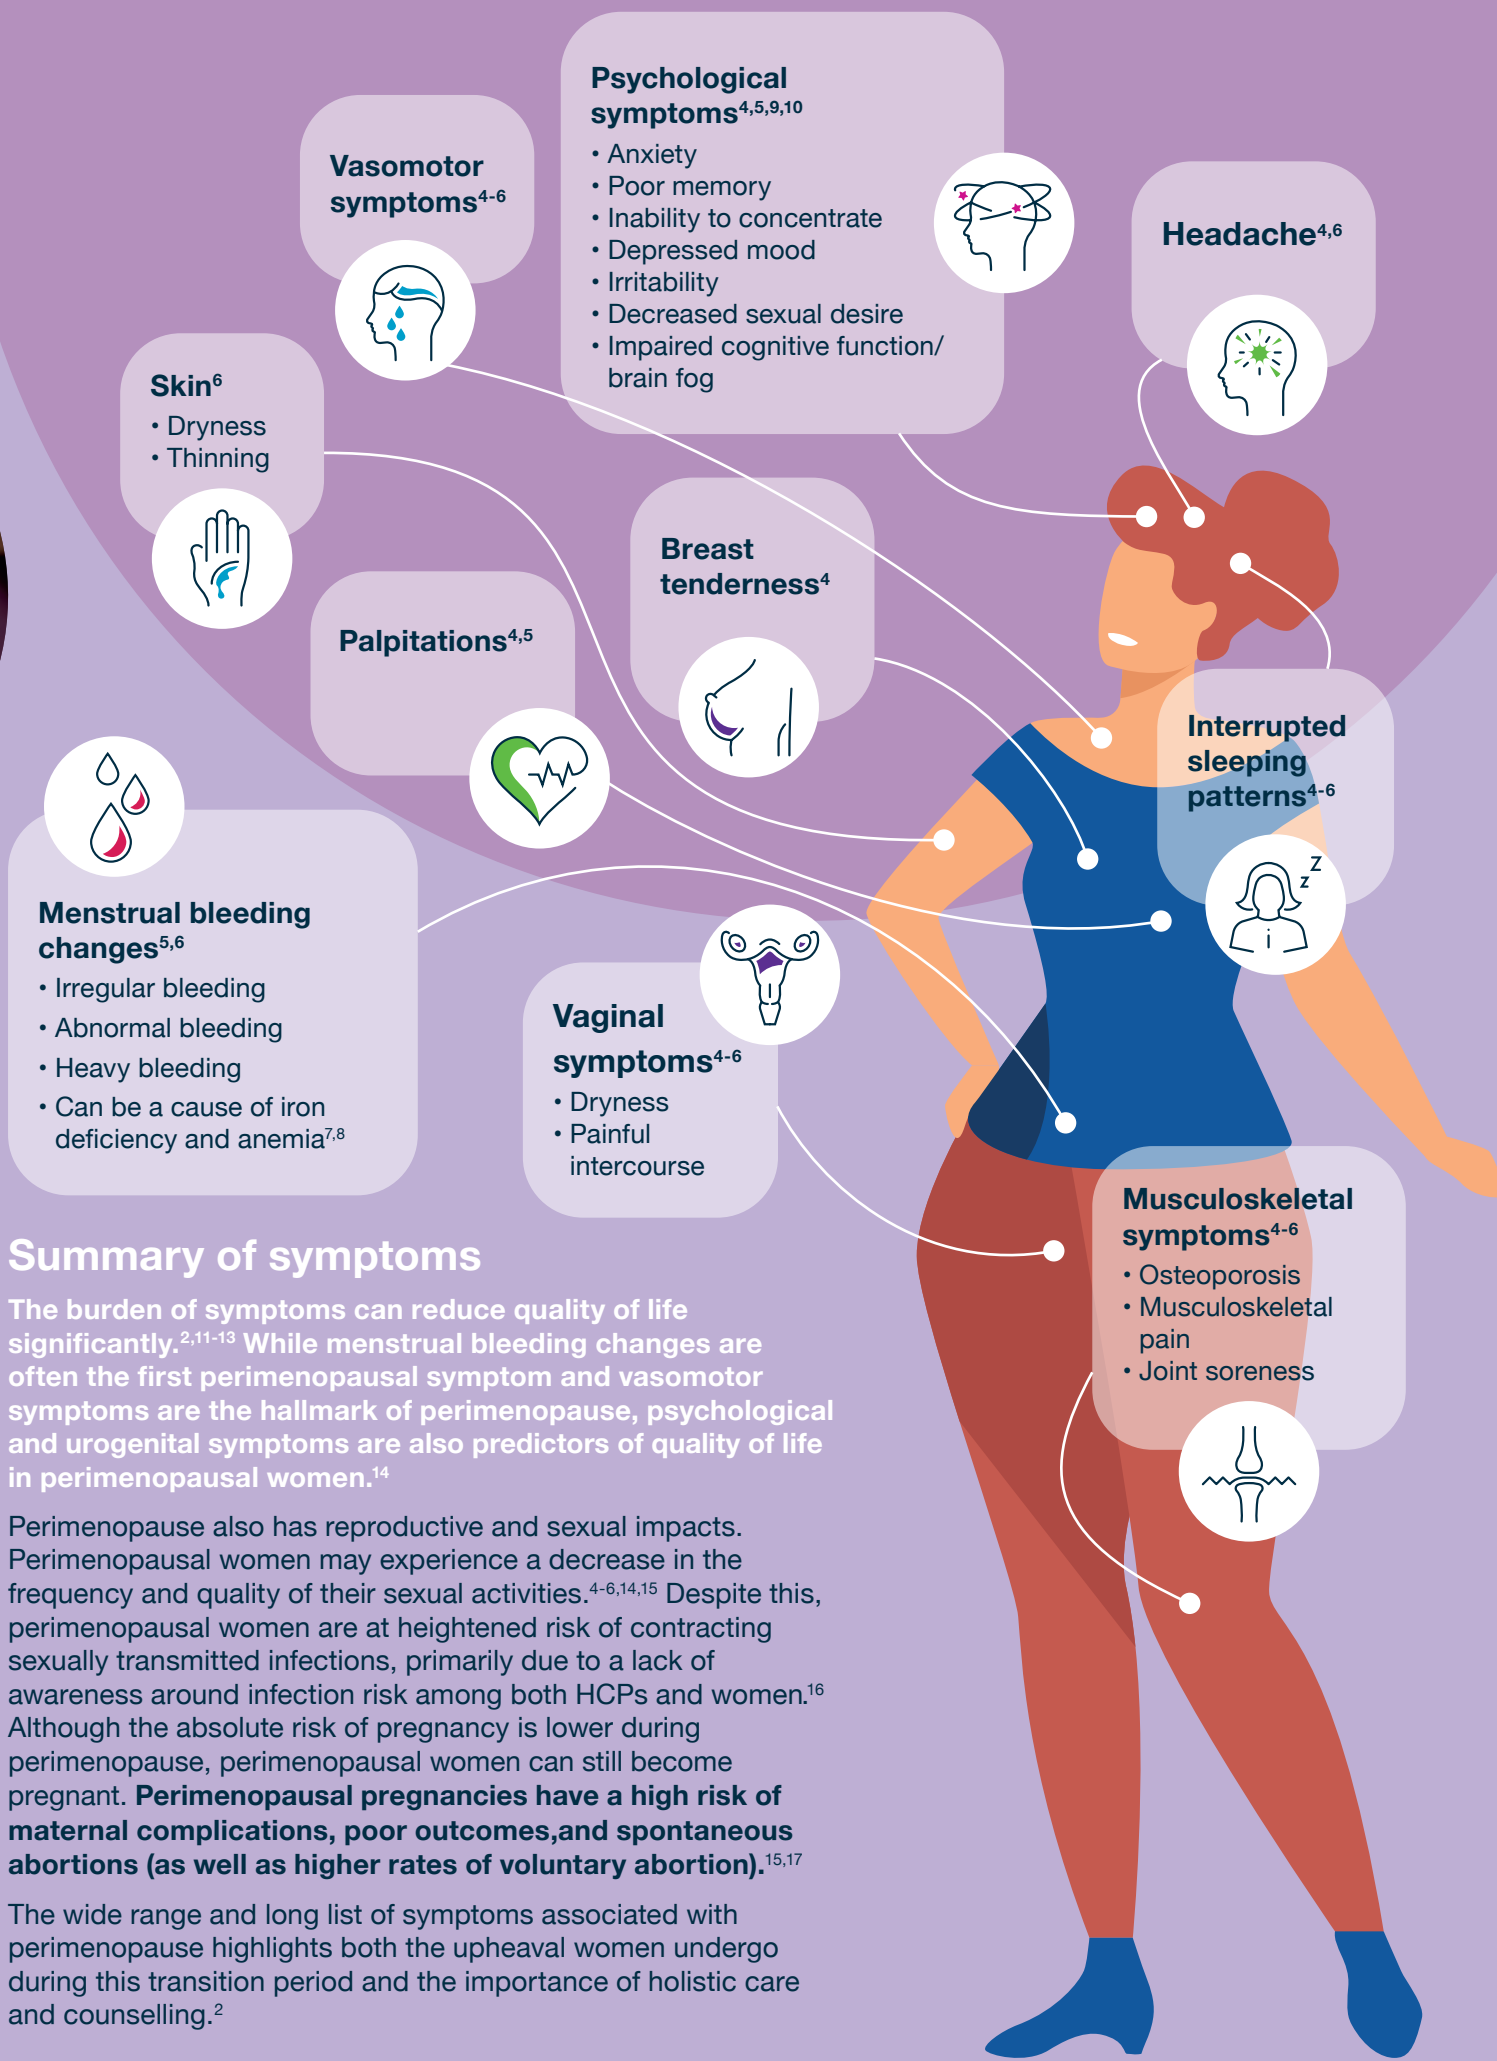 Psychological
symptoms4,5,9,10
• Anxiety
• Poor memory
• Inability to concentrate
• Depressed mood
• Irritability
• Decreased sexual desire
• Impaired cognitive function/
brain fog
Vasomotor
symptoms4-6
Headache4,6
Skin6
• Dryness
• Thinning
Breast
tenderness4
Palpitations4,5
Interrupted
sleeping
patterns4-6
z
Z
Menstrual bleeding
changes5,6
• Irregular bleeding
• Abnormal bleeding
• Heavy bleeding
• Can be a cause of iron
deficiency and anemia7,8
Vaginal
symptoms4-6
• Dryness
• Painful
intercourse
Musculoskeletal
symptoms4-6
• Osteoporosis
• Musculoskeletal
pain
• Joint soreness
Summary of symptoms
The burden of symptoms can reduce quality of life
significantly.2,11-13 While menstrual bleeding changes are
often the first perimenopausal symptom and vasomotor
symptoms are the hallmark of perimenopause, psychological
and urogenital symptoms are also predictors of quality of life
in perimenopausal women.14
Perimenopause also has reproductive and sexual impacts.
Perimenopausal women may experience a decrease in the
frequency and quality of their sexual activities.4-6,14,15 Despite this,
perimenopausal women are at heightened risk of contracting
sexually transmitted infections, primarily due to a lack of
awareness around infection risk among both HCPs and women.16
Although the absolute risk of pregnancy is lower during
perimenopause, perimenopausal women can still become
pregnant. Perimenopausal pregnancies have a high risk of
maternal complications, poor outcomes,and spontaneous
abortions (as well as higher rates of voluntary abortion).15,17
The wide range and long list of symptoms associated with
perimenopause highlights both the upheaval women undergo
during this transition period and the importance of holistic care
and counselling.2